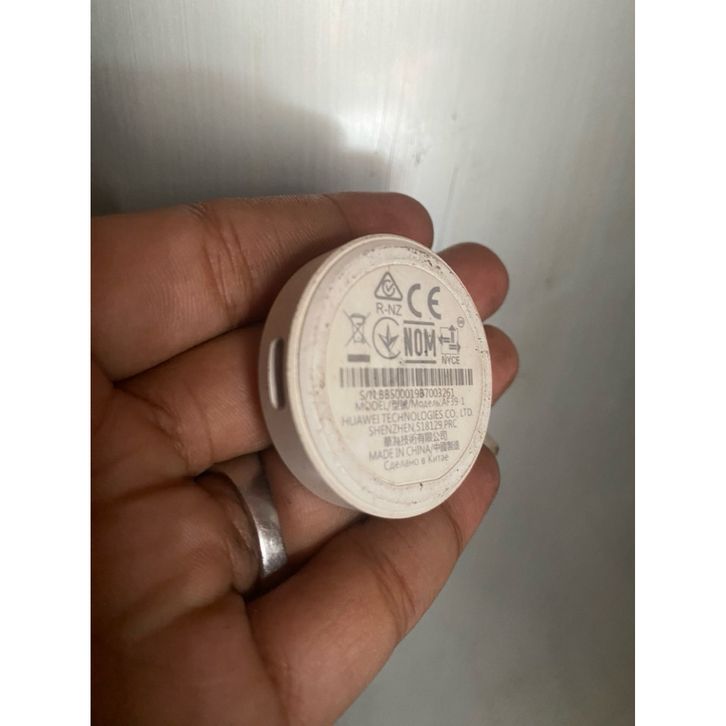 R-NZ
CE
NOM
NYCE
S/N:BBS00019B7003261
MODEL/型號/Модель:AF39-1
HUAWEI TECHNOLOGIES CO. LTD.
SHENZHEN,518129,PRC
華為技術有限公司
MADE IN CHINA/中國製造
Сделано в Китае